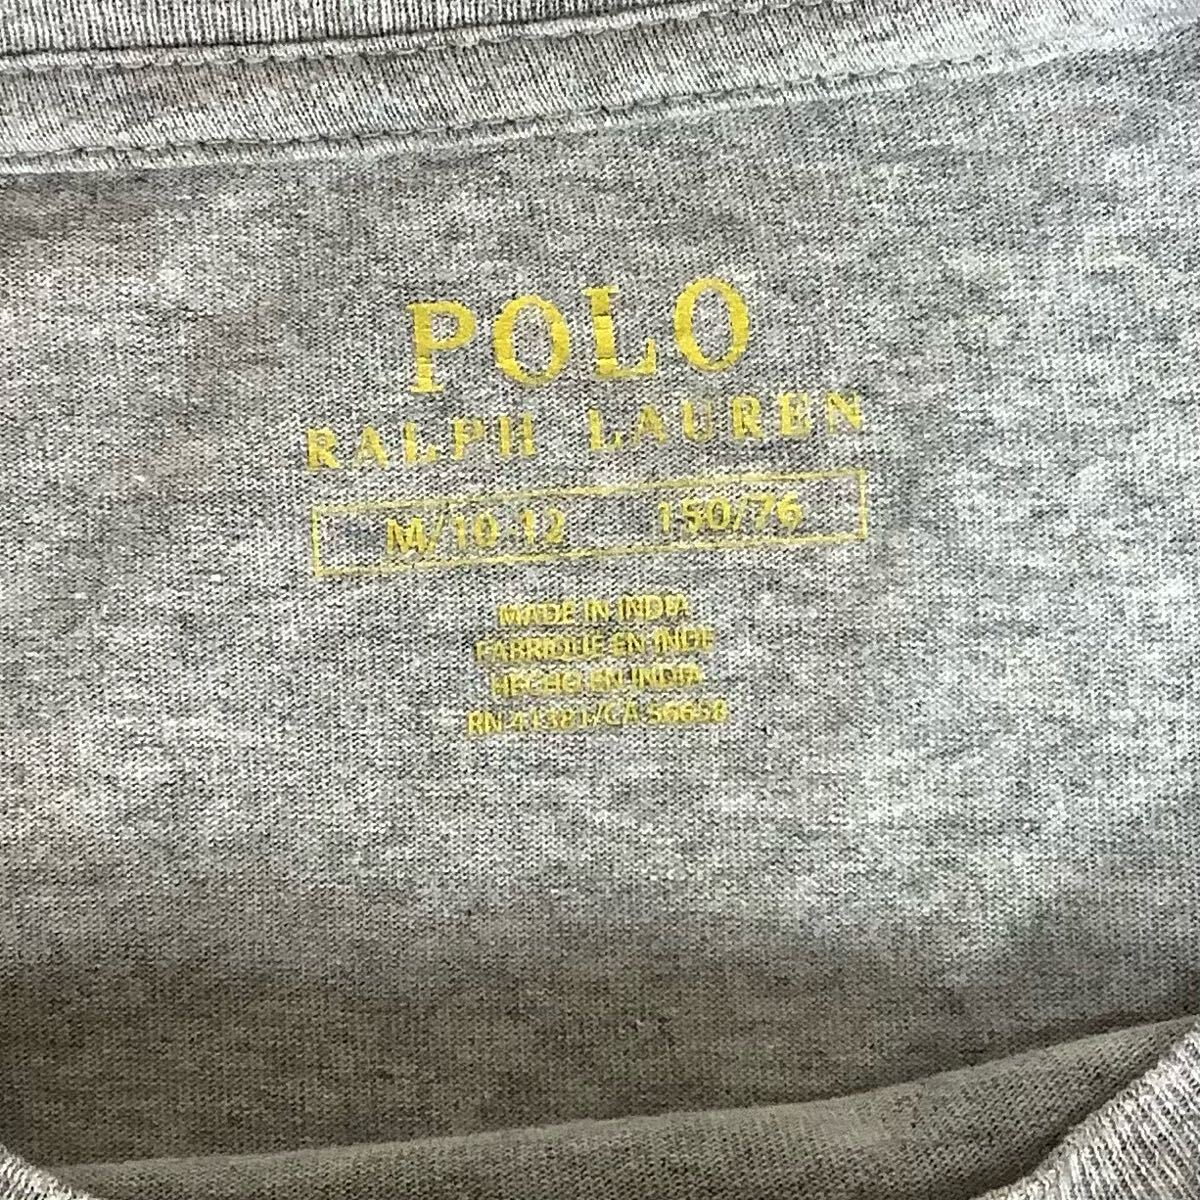 POLO
RALPH LAUREN
M/10-12 150/76
MADE IN INDIA
FABRIQUE EN INDE
HECHO EN INDIA
RN 41381/CA 56658